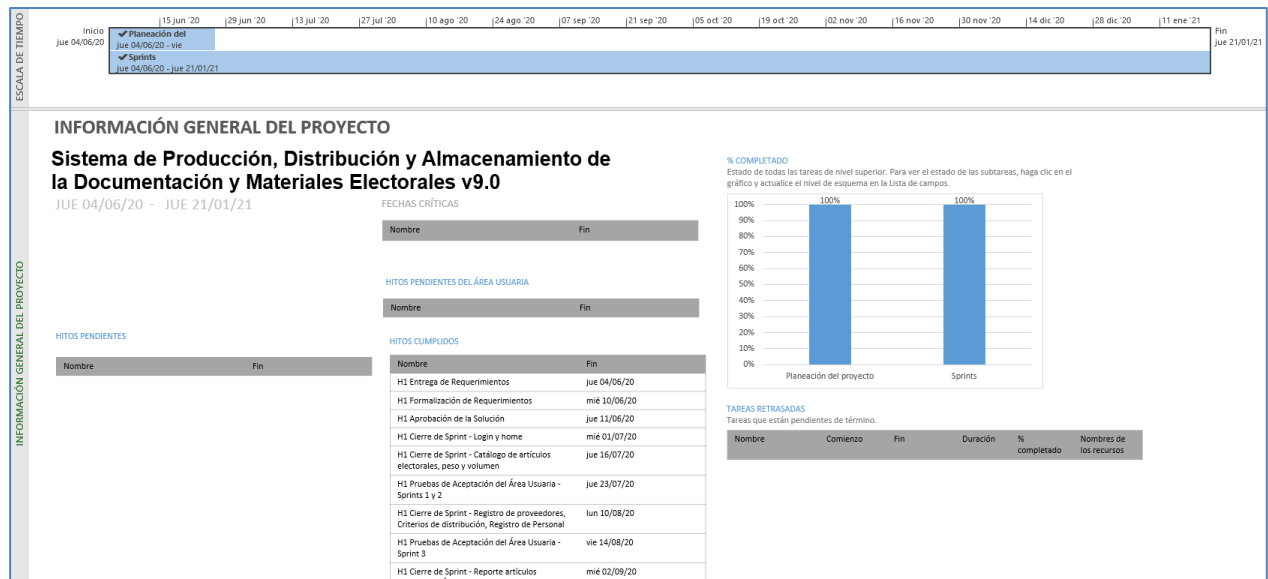 ESCALA DE TIEMPO
|15 jun '20 |29 jun '20 |13 jul '20 |27 jul '20 |10 ago '20 |24 ago '20 |07 sep '20 |21 sep '20 |05 oct '20 |19 oct '20 |02 nov '20 |16 nov '20 |30 nov '20 |14 dic '20 |28 dic '20 |11 ene '21
Inicio
jue 04/06/20
✔Planeación del
jue 04/06/20 - vie
✔Sprints
jue 04/06/20 - jue 21/01/21
Fin
jue 21/01/21
INFORMACIÓN GENERAL DEL PROYECTO
INFORMACIÓN GENERAL DEL PROYECTO
Sistema de Producción, Distribución y Almacenamiento de
la Documentación y Materiales Electorales v9.0
JUE 04/06/20 - JUE 21/01/21
HITOS PENDIENTES
Nombre Fin
FECHAS CRÍTICAS
Nombre Fin
HITOS PENDIENTES DEL ÁREA USUARIA
Nombre Fin
HITOS CUMPLIDOS
Nombre Fin
H1 Entrega de Requerimientos jue 04/06/20
H1 Formalización de Requerimientos mié 10/06/20
H1 Aprobación de la Solución jue 11/06/20
H1 Cierre de Sprint - Login y home mié 01/07/20
H1 Cierre de Sprint - Catálogo de artículos jue 16/07/20
electorales, peso y volumen
H1 Pruebas de Aceptación del Área Usuaria - jue 23/07/20
Sprints 1 y 2
H1 Cierre de Sprint - Registro de proveedores, lun 10/08/20
Criterios de distribución, Registro de Personal
H1 Pruebas de Aceptación del Área Usuaria - vie 14/08/20
Sprint 3
H1 Cierre de Sprint - Reporte artículos mié 02/09/20
% COMPLETADO
Estado de todas las tareas de nivel superior. Para ver el estado de las subtareas, haga clic en el
gráfico y actualice el nivel de esquema en la Lista de campos.
100% 100%
100%
90%
80%
70%
60%
50%
40%
30%
20%
10%
0%
Planeación del proyecto Sprints
TAREAS RETRASADAS
Tareas que están pendientes de término.
Nombre Comienzo Fin Duración % Nombres de
completado los recursos